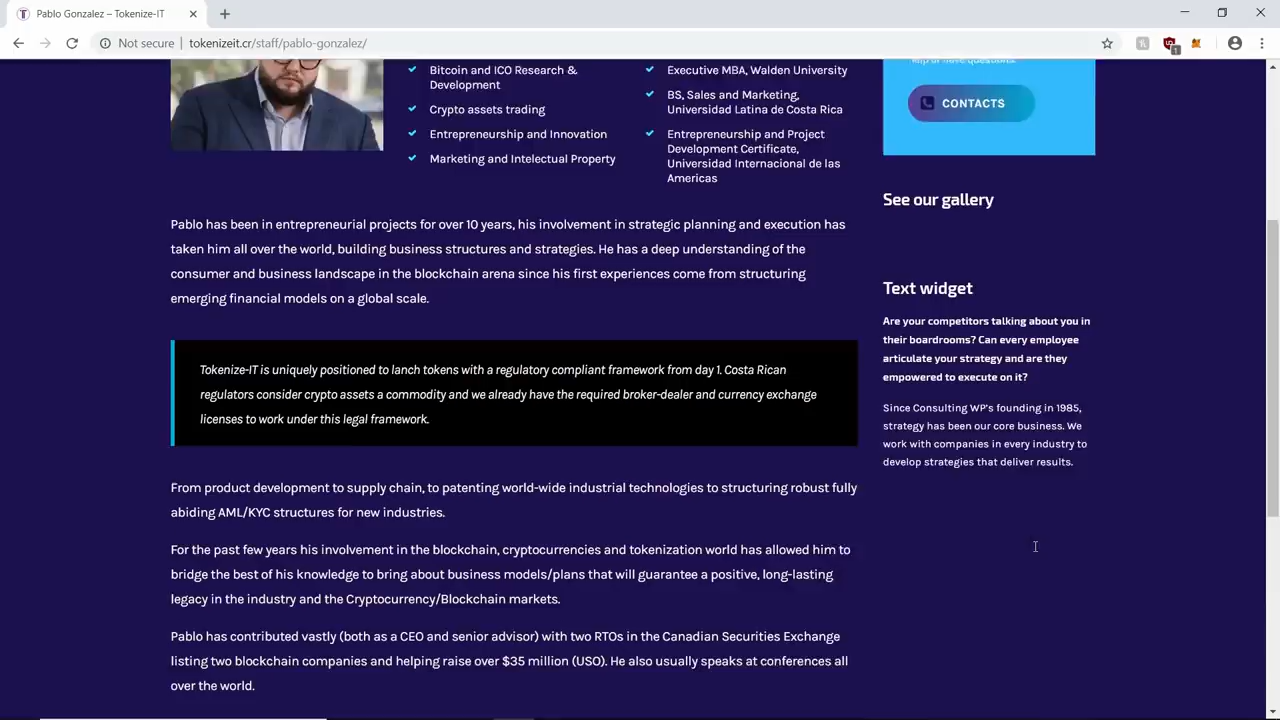 Pablo Gonzalez – Tokenize-IT
Not secure
tokenizeit.cr/staff/pablo-gonzalez/
1
Bitcoin and ICO Research &
Development
Crypto assets trading
Entrepreneurship and Innovation
Marketing and Intelectual Property
Executive MBA, Walden University
BS, Sales and Marketing,
Universidad Latina de Costa Rica
Entrepreneurship and Project
Development Certificate,
Universidad Internacional de las
Americas
Pablo has been in entrepreneurial projects for over 10 years, his involvement in strategic planning and execution has
taken him all over the world, building business structures and strategies. He has a deep understanding of the
consumer and business landscape in the blockchain arena since his first experiences come from structuring
emerging financial models on a global scale.
Tokenize-IT is uniquely positioned to lanch tokens with a regulatory compliant framework from day 1. Costa Rican
regulators consider crypto assets a commodity and we already have the required broker-dealer and currency exchange
licenses to work under this legal framework.
From product development to supply chain, to patenting world-wide industrial technologies to structuring robust fully
abiding AML/KYC structures for new industries.
For the past few years his involvement in the blockchain, cryptocurrencies and tokenization world has allowed him to
bridge the best of his knowledge to bring about business models/plans that will guarantee a positive, long-lasting
legacy in the industry and the Cryptocurrency/Blockchain markets.
Pablo has contributed vastly (both as a CEO and senior advisor) with two RTOs in the Canadian Securities Exchange
listing two blockchain companies and helping raise over $35 million (USO). He also usually speaks at conferences all
over the world.
help or have questions.
CONTACTS
See our gallery
Text widget
Are your competitors talking about you in
their boardrooms? Can every employee
articulate your strategy and are they
empowered to execute on it?
Since Consulting WP's founding in 1985,
strategy has been our core business. We
work with companies in every industry to
develop strategies that deliver results.